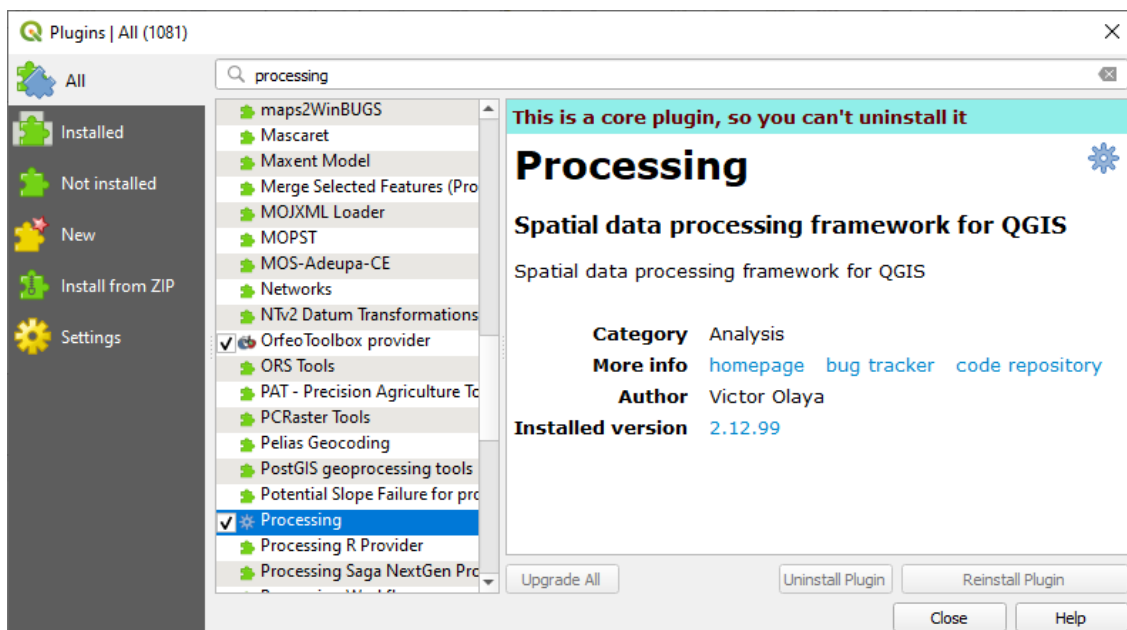 Plugins | All (1081)
All
Installed
Not installed
New
Install from ZIP
Settings
processing
maps2WinBUGS
Mascaret
Maxent Model
Merge Selected Features (Pro
MOJXML Loader
MOPST
MOS-Adeupa-CE
Networks
NTv2 Datum Transformations
OrfeoToolbox provider
ORS Tools
PAT - Precision Agriculture To
PCRaster Tools
Pelias Geocoding
PostGIS geoprocessing tools
Potential Slope Failure for pro
Processing
Processing R Provider
Processing Saga NextGen Pro
This is a core plugin, so you can't uninstall it
Processing
Spatial data processing framework for QGIS
Spatial data processing framework for QGIS
Category Analysis
More info homepage bug tracker code repository
Author Victor Olaya
Installed version 2.12.99
Upgrade All Uninstall Plugin Reinstall Plugin
Close Help